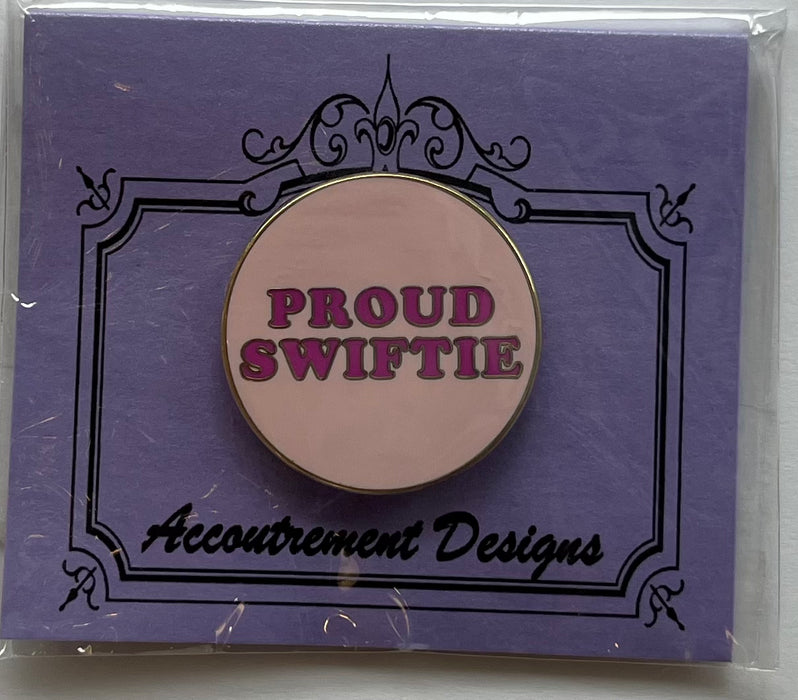 PROUD
SWIFTIE
Accoutrement Designs